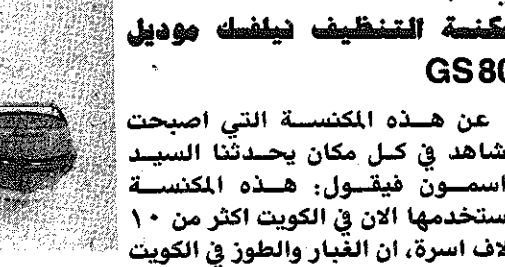 مكنسة التنظيف نيلفسك موديل
GS80
عن هذه المكنسة التي اصبحت
شاهد في كل مكان يحدثنا السيد
اسمون فيقول: هذه المكنسة
ستخدمها الان في الكويت اكثر من ١٠
لاف اسرة، ان الغبار والطوز في الكويت